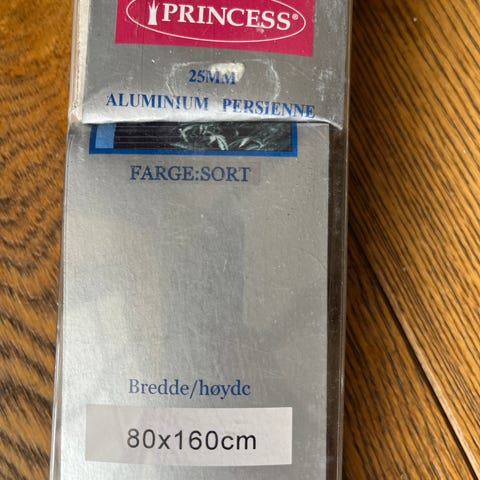 PRINCESS®
25MM
ALUMINIUM PERSIENNE
FARGE:SORT
Bredde/høydc
80x160cm